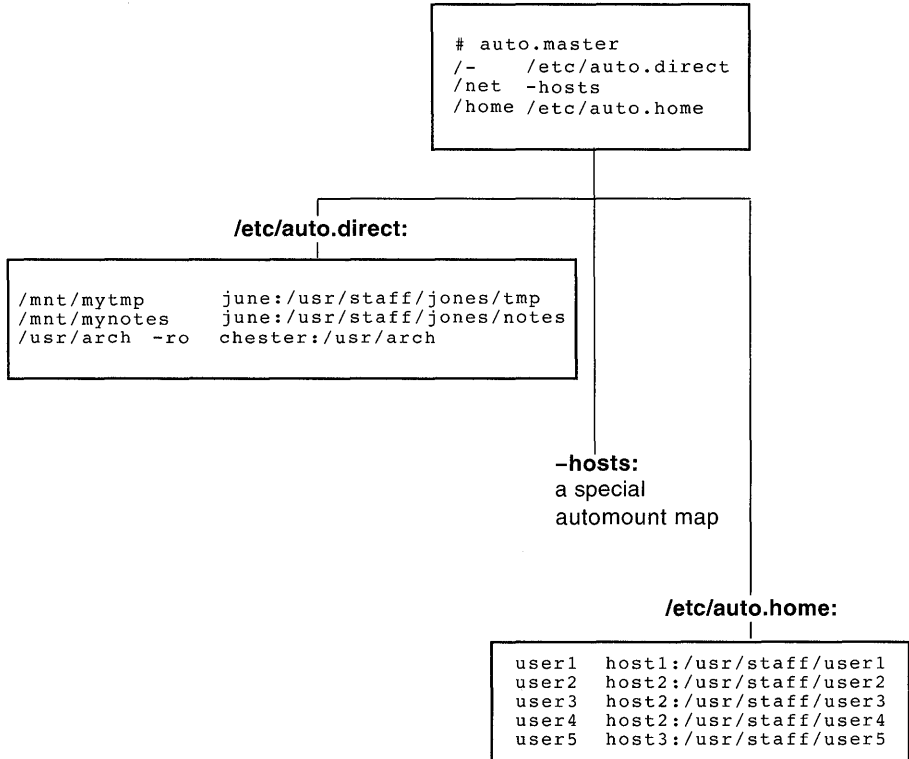 # auto.master
/- /etc/auto.direct
/net -hosts
/home /etc/auto.home
/etc/auto.direct:
/mnt/mytmp june:/usr/staff/jones/tmp
/mnt/mynotes june:/usr/staff/jones/notes
/usr/arch -ro chester:/usr/arch
–hosts:
a special
automount map
/etc/auto.home:
user1 host1:/usr/staff/user1
user2 host2:/usr/staff/user2
user3 host2:/usr/staff/user3
user4 host2:/usr/staff/user4
user5 host3:/usr/staff/user5